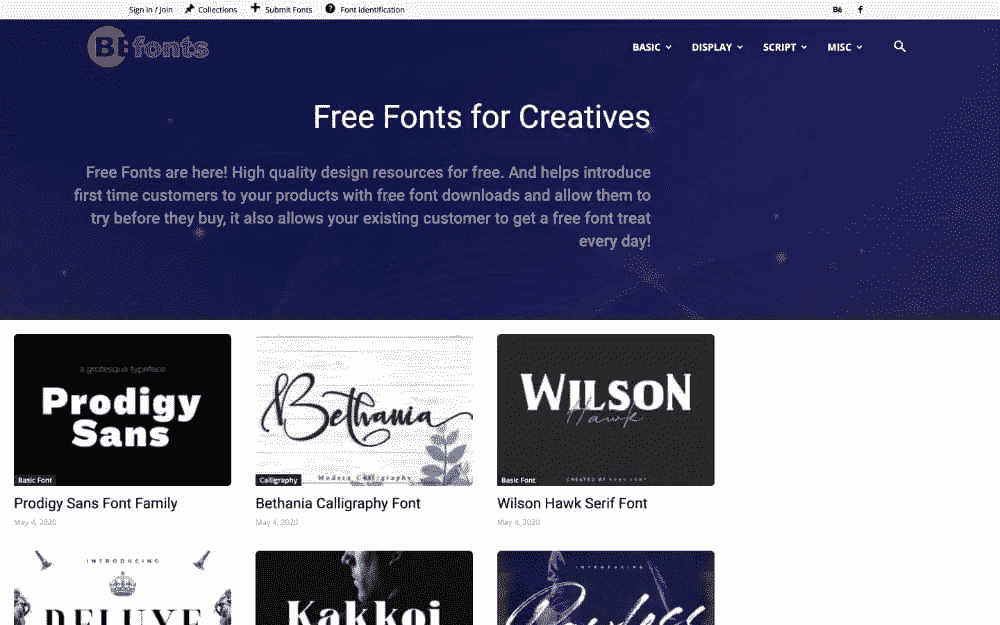 Sign in / Join Collections Submit Fonts Font Identification Bē f
BBfonts
BASIC DISPLAY SCRIPT MISC
Free Fonts for Creatives
Free Fonts are here! High quality design resources for free. And helps introduce
first time customers to your products with free font downloads and allow them to
try before they buy, it also allows your existing customer to get a free font treat
every day!
a grotesque typeface
Prodigy
Sans
Basic Font
Prodigy Sans Font Family
May 4, 2020
Bethania
Calligraphy
Modern Calligraphy
Bethania Calligraphy Font
May 4, 2020
WILSON
Hawk
Basic Font
CREATED BY
Wilson Hawk Serif Font
May 4, 2020
INTRODUCING
DELUXE
Kakkoi
INTRODUCING